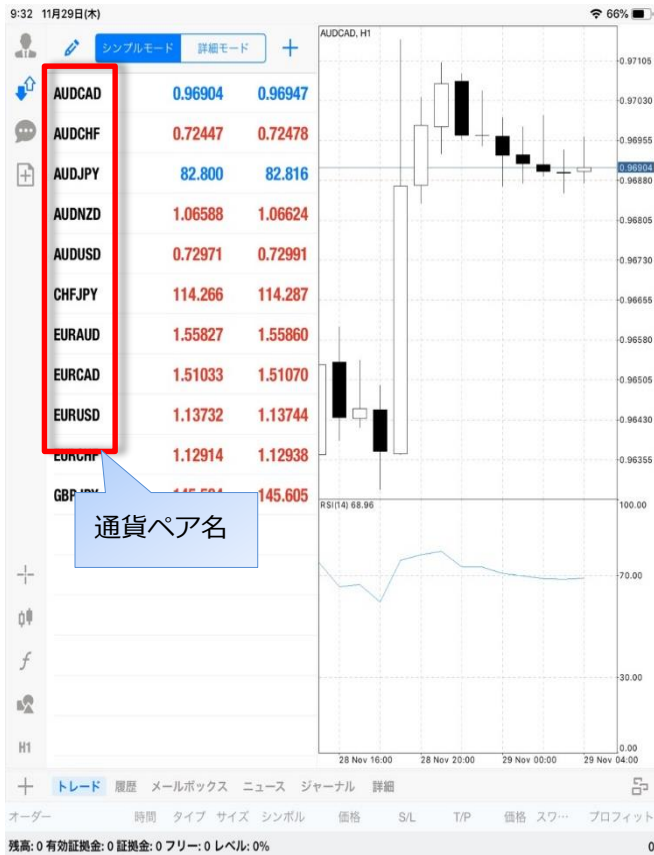 9:32 11月29日(木) 66%
シンプルモード 詳細モード
AUDCAD 0.96904 0.96947
AUDCHF 0.72447 0.72478
AUDJPY 82.800 82.816
AUDNZD 1.06588 1.06624
AUDUSD 0.72971 0.72991
CHFJPY 114.266 114.287
EURAUD 1.55827 1.55860
EURCAD 1.51033 1.51070
EURUSD 1.13732 1.13744
EURCHF 1.12914 1.12938
145.605
通貨ペア名
H1
AUDCAD, H1
0.97105
0.97030
0.96955
0.96904
0.96880
0.96805
0.96730
0.96655
0.96580
0.96505
0.96430
0.96355
RSI(14) 68.96
100.00
70.00
30.00
0.00
28 Nov 16:00 28 Nov 20:00 29 Nov 00:00 29 Nov 04:00
トレード 履歴 メールボックス ニュース ジャーナル 詳細
オーダー 時間 タイプ サイズ シンボル 価格 S/L T/P 価格 スワ… プロフィット
残高: 0 有効証拠金: 0 証拠金: 0 フリー: 0 レベル: 0% 0